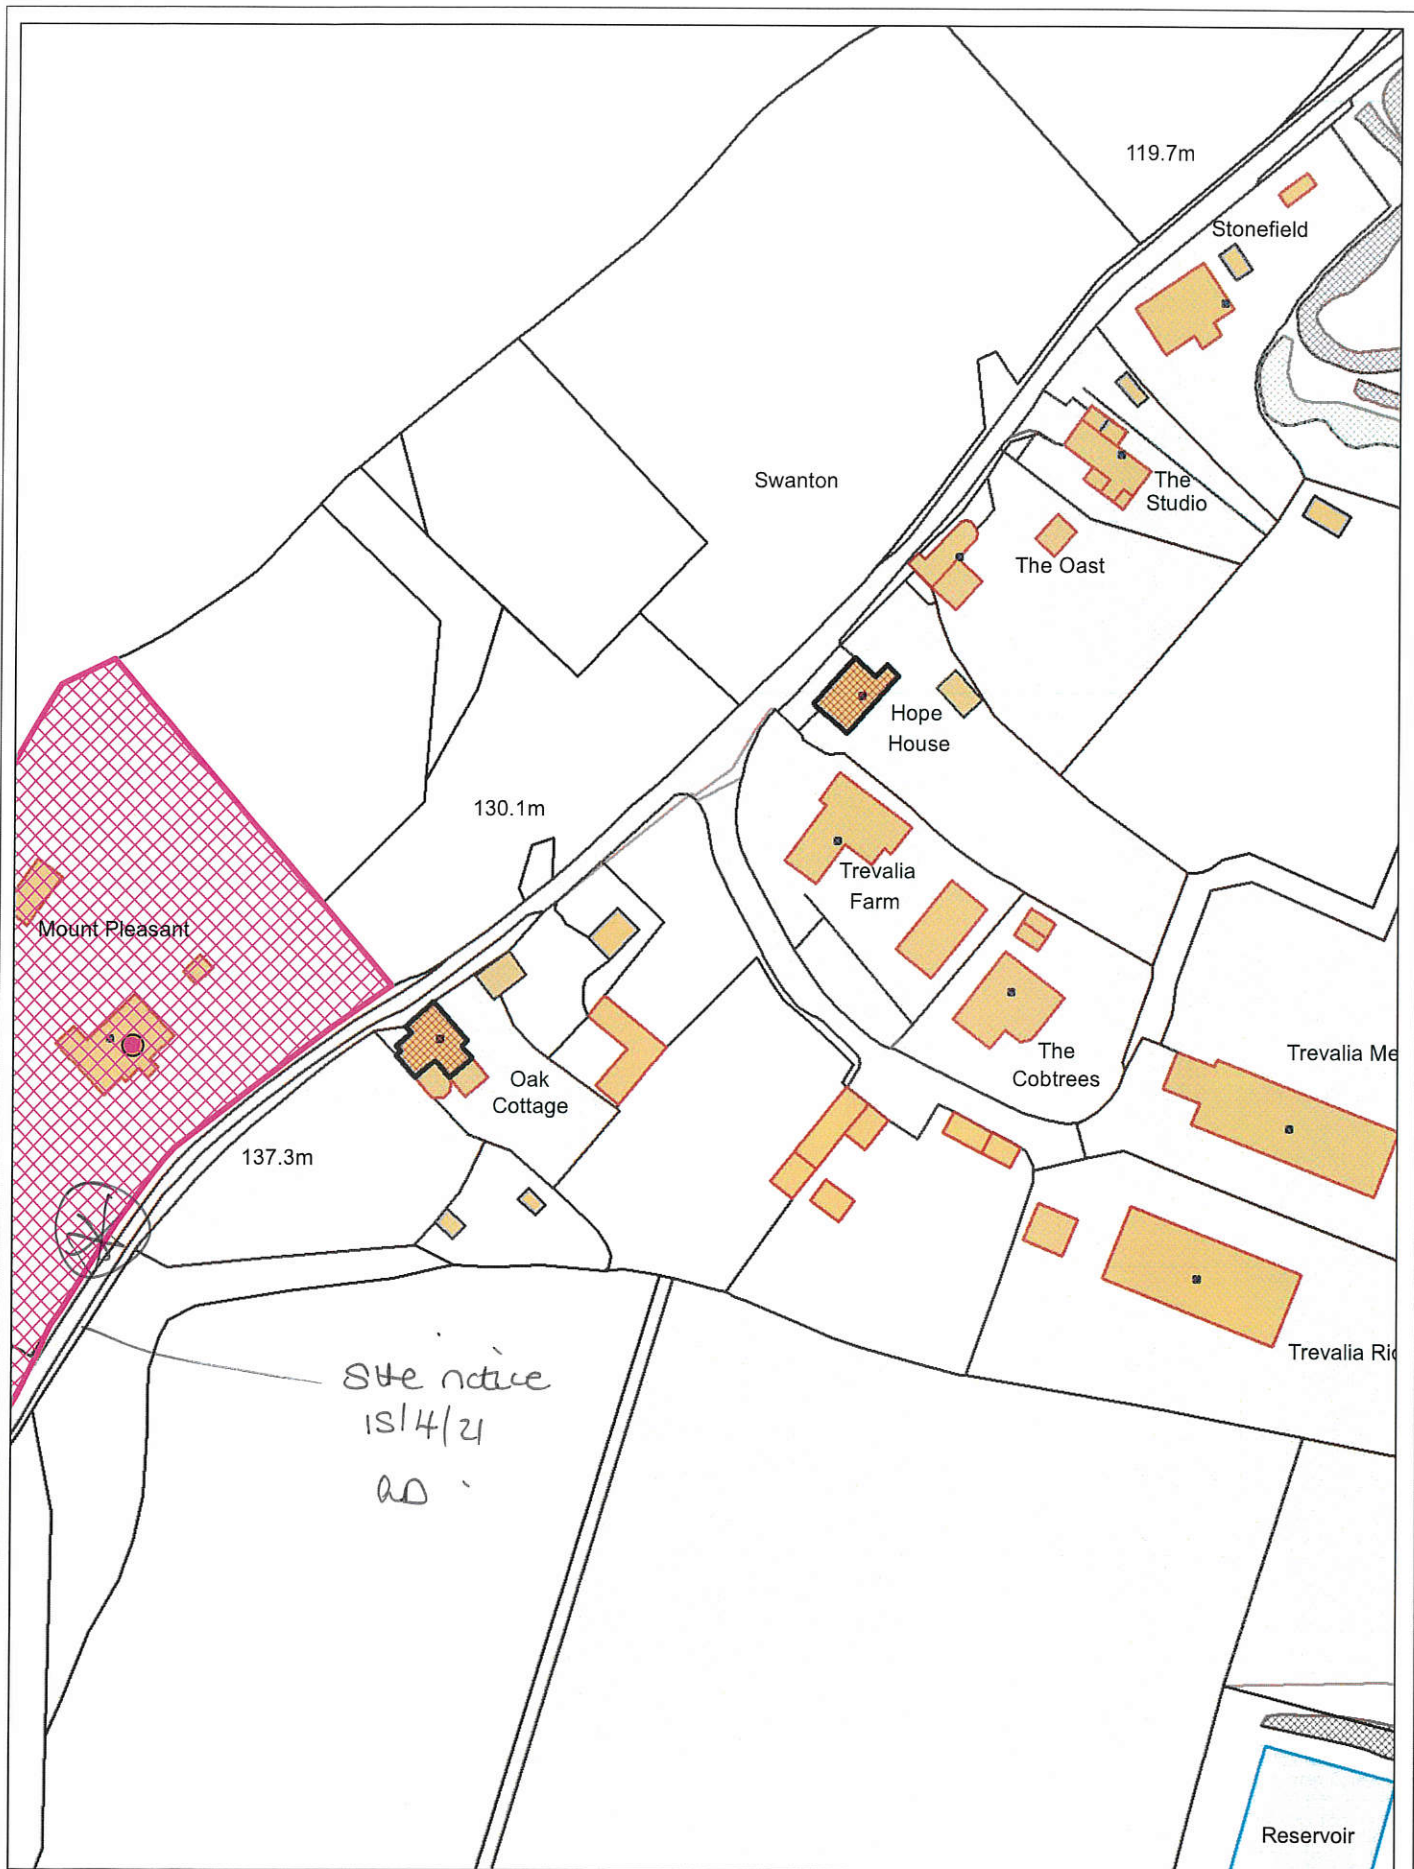 119.7m
Stonefield
Swanton
The
Studio
The Oast
Hope
House
130.1m
Trevalia
Farm
Mount Pleasant
The
Cobtrees
Trevalia Me
Oak
Cottage
137.3m
Trevalia Ri
Site notice
15/4/21
Reservoir